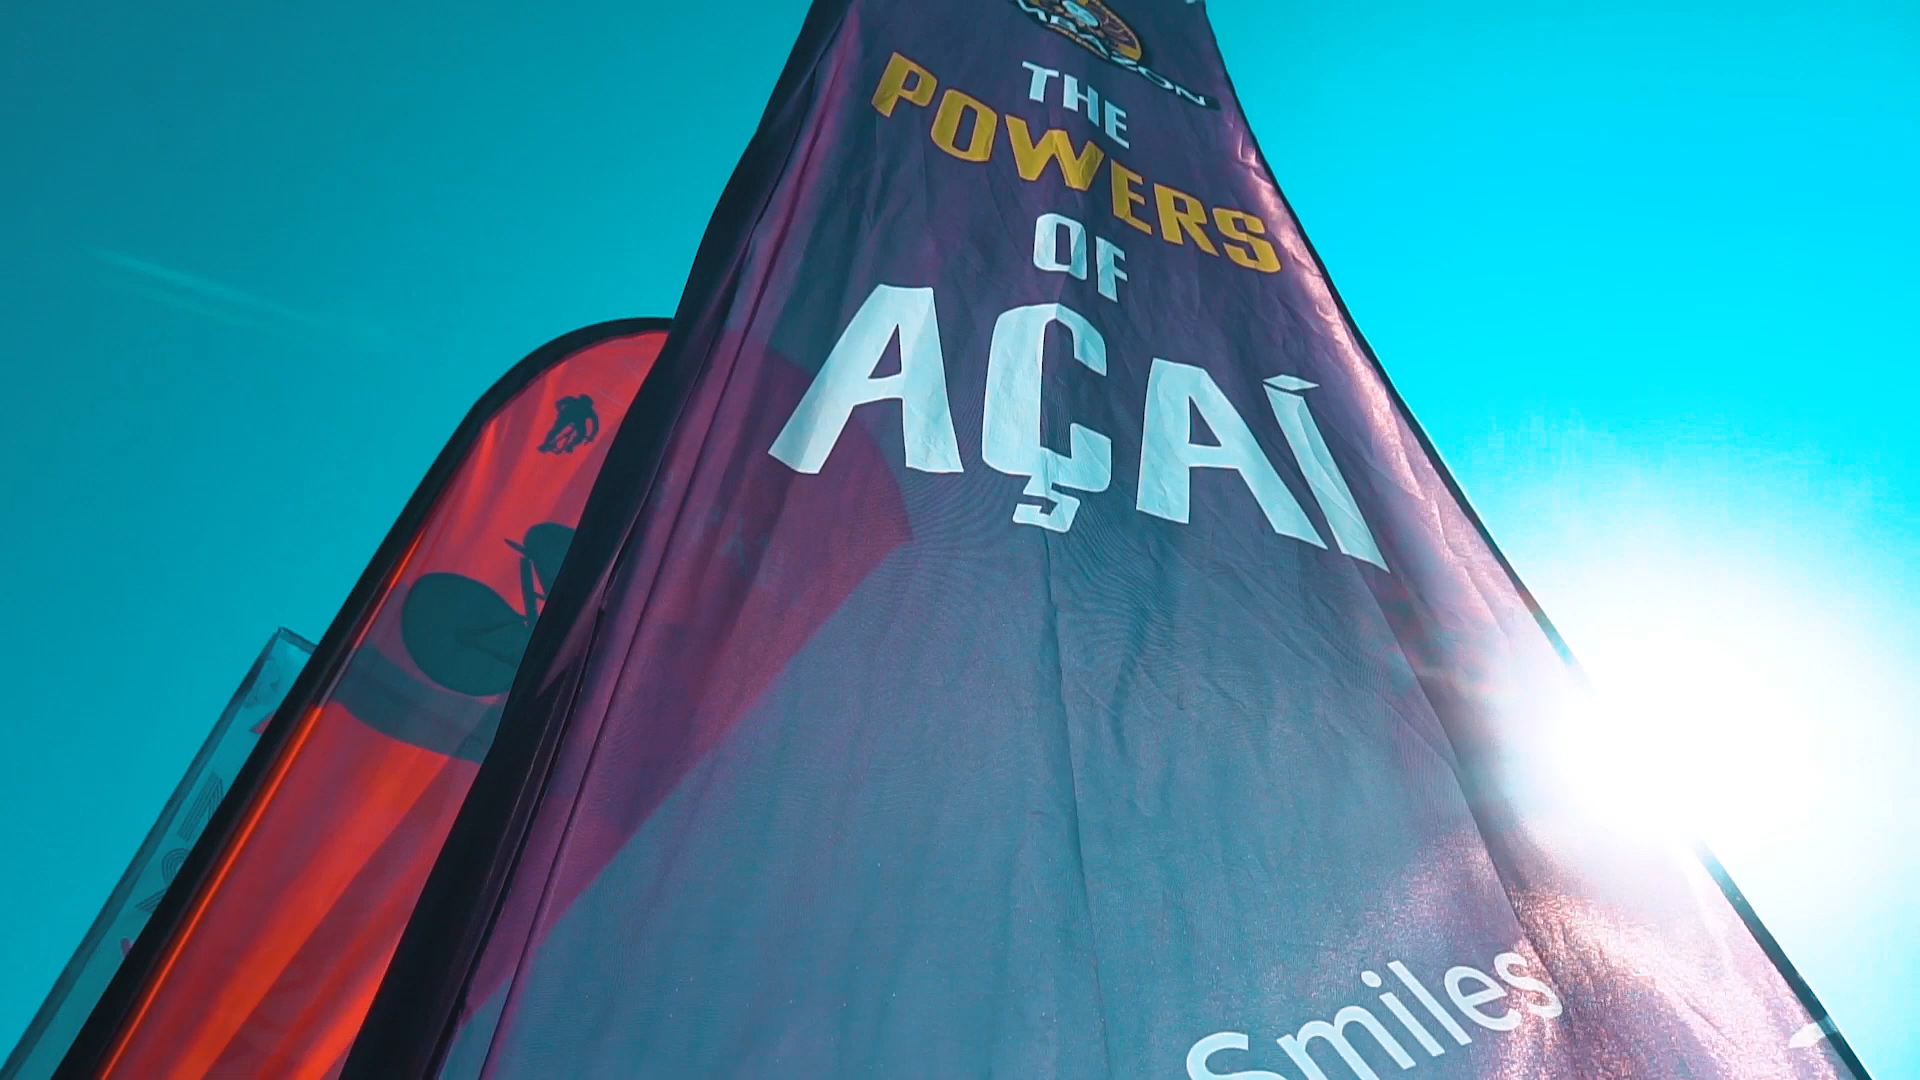 THE
POWERS
OF
AÇAÍ
Smiles